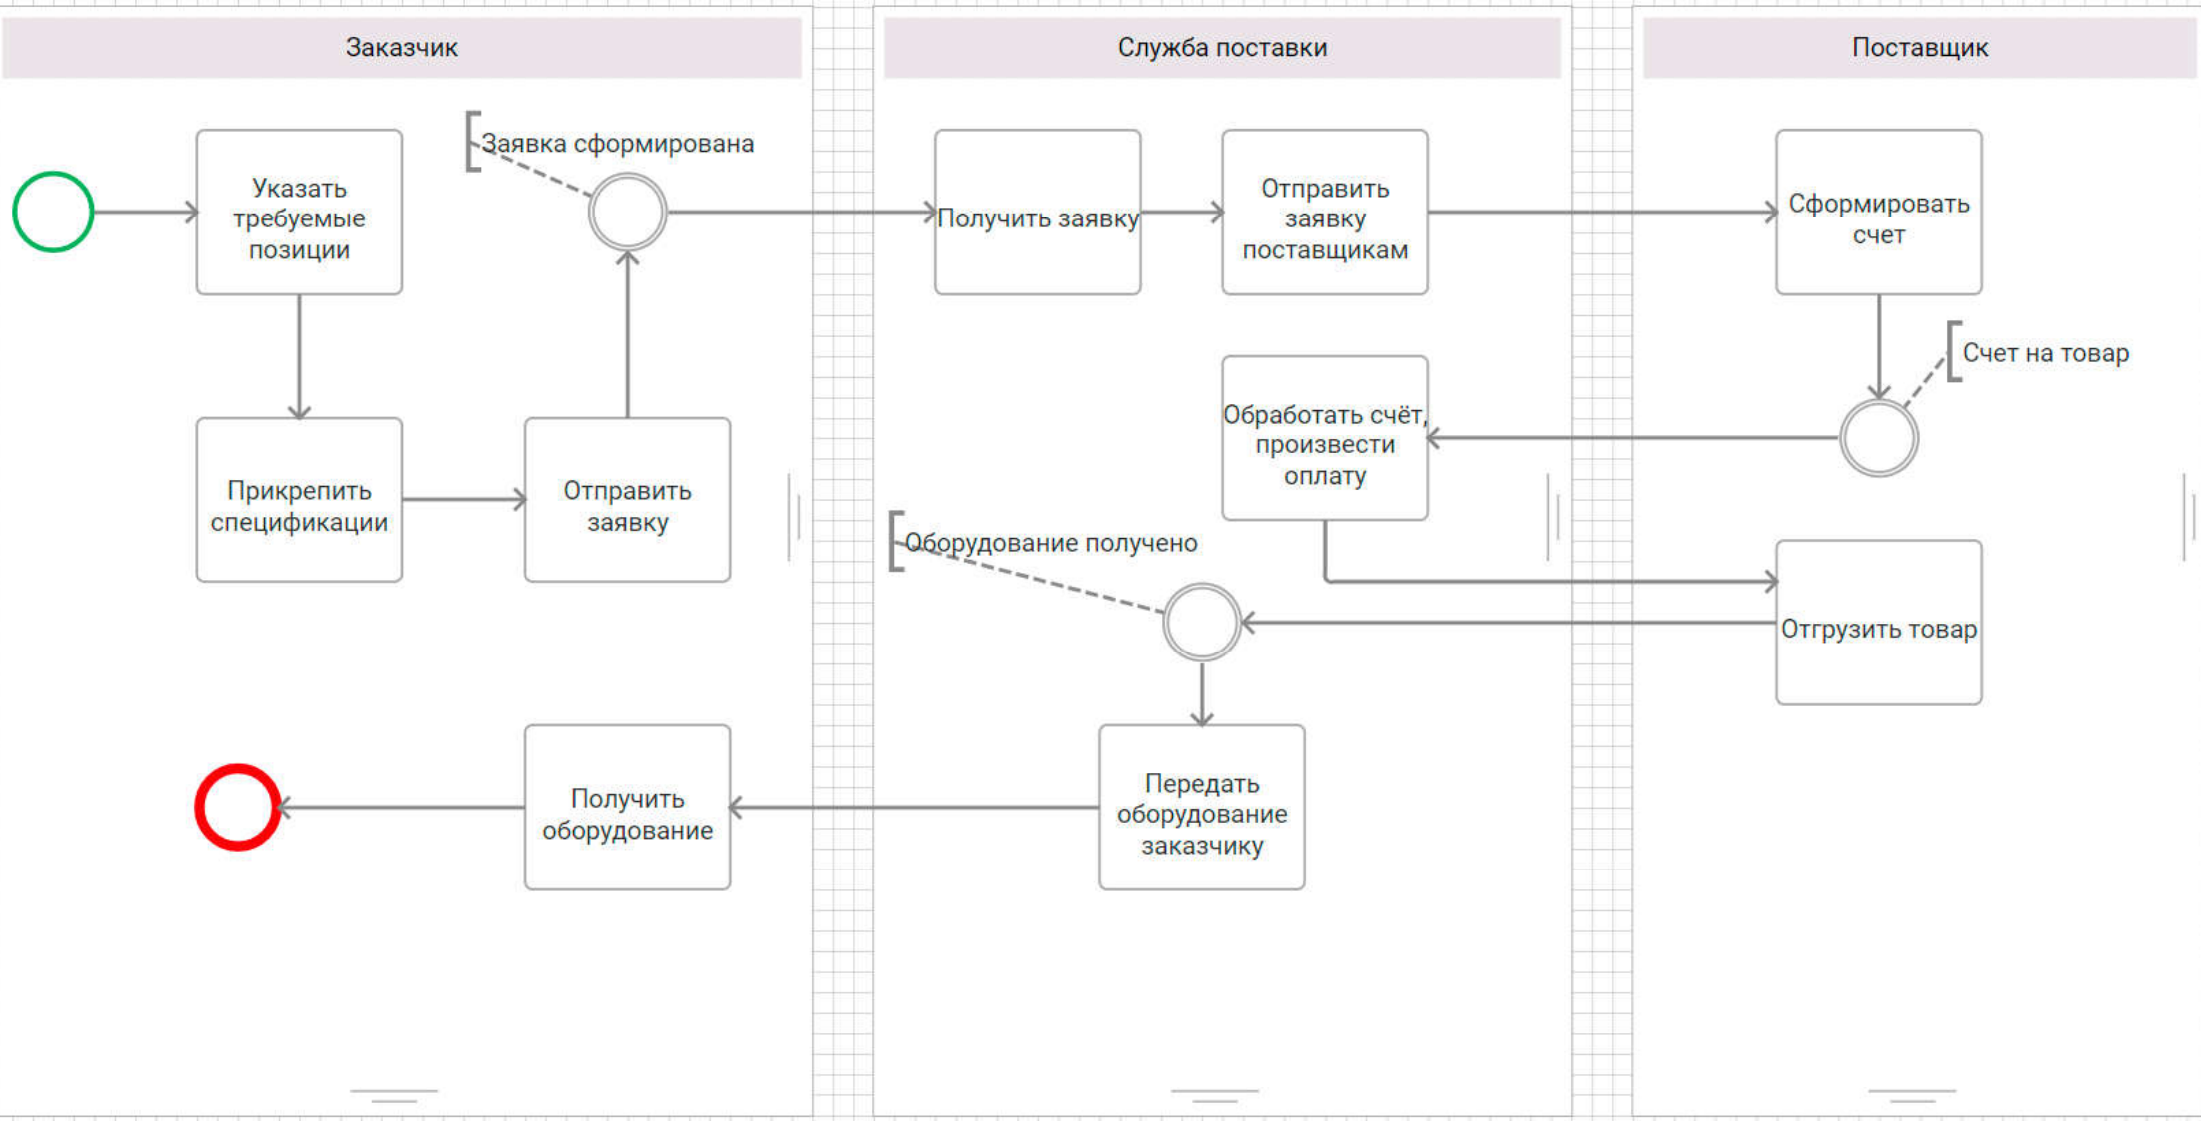 Заказчик
Служба поставки
Поставщик
Указать
требуемые
позиции
Заявка сформирована
Получить заявку
Отправить
заявку
поставщикам
Сформировать
счет
Счет на товар
Обработать счёт,
произвести
оплату
Прикрепить
спецификации
Отправить
заявку
Оборудование получено
Отгрузить товар
Передать
оборудование
заказчику
Получить
оборудование